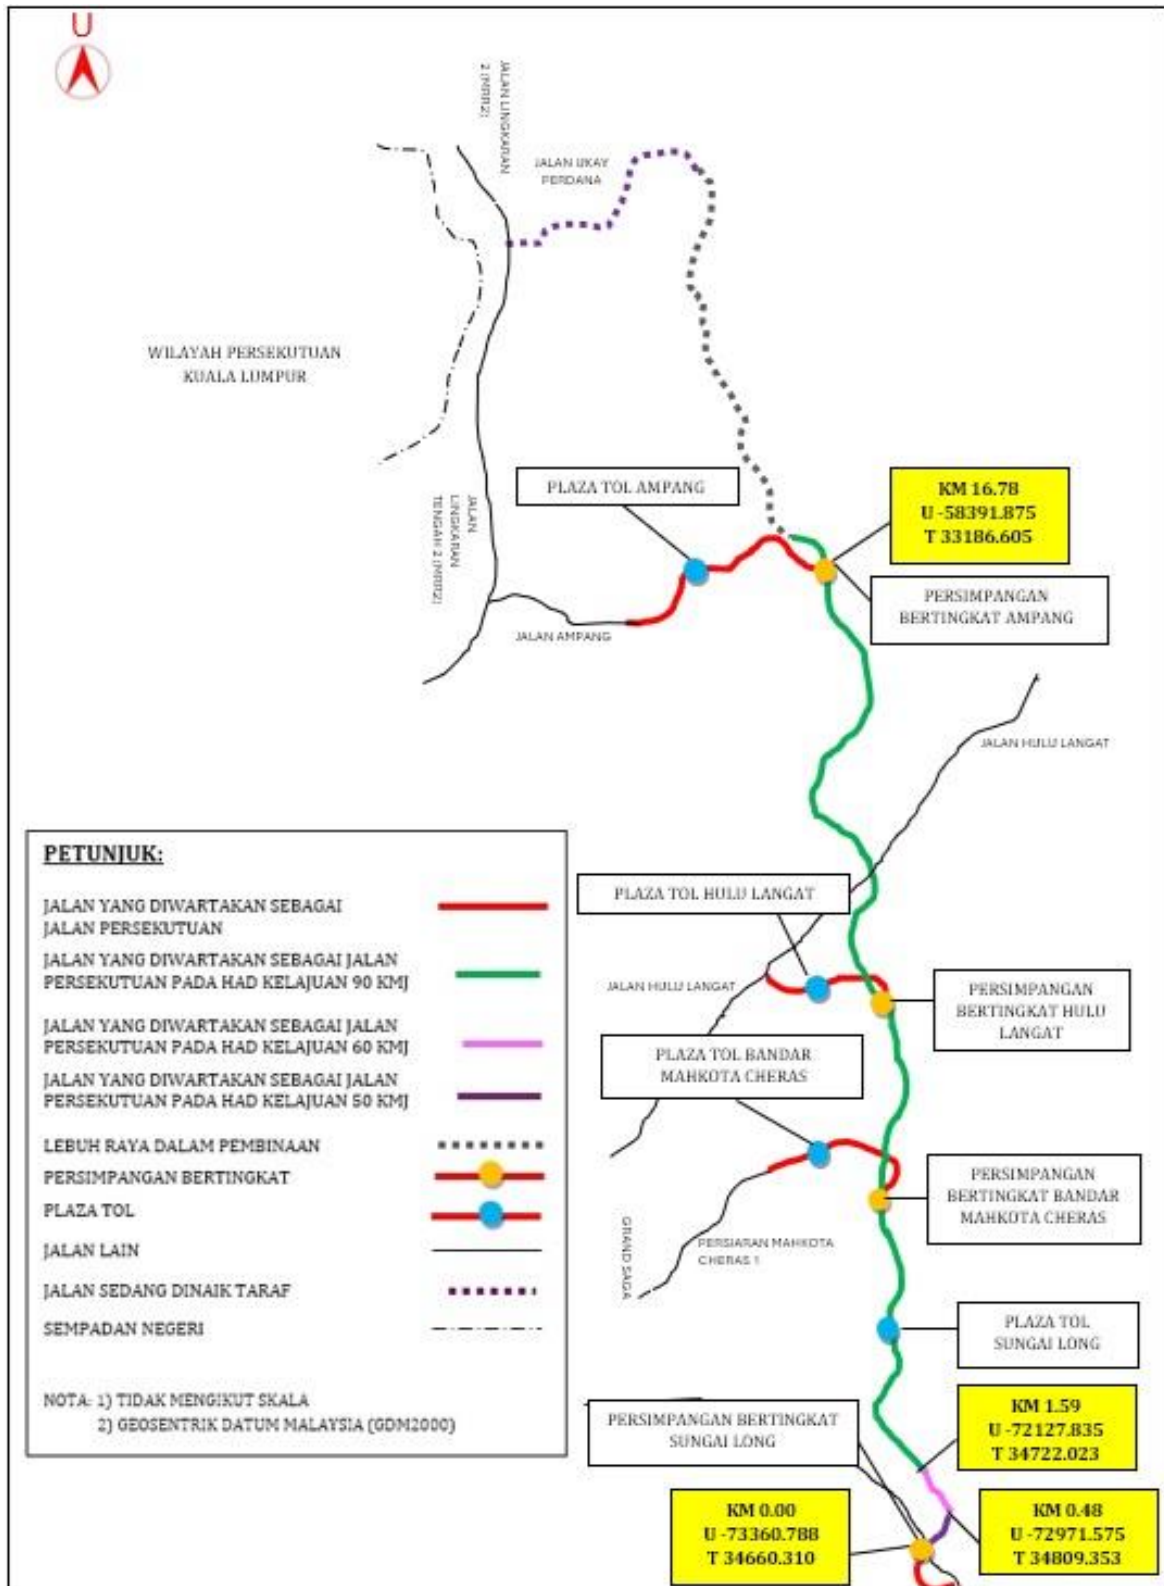 U
JALAN LINGKARAN
2 (MRR2)
JALAN UKAY
PERDANA
WILAYAH PERSEKUTUAN
KUALA LUMPUR
PLAZA TOL AMPANG
KM 16.78
U -58391.875
T 33186.605
JALAN
LINGKARAN
TENGAH 2 (MRR2)
PERSIMPANGAN
BERTINGKAT AMPANG
JALAN AMPANG
JALAN HULU LANGAT
PLAZA TOL HULU LANGAT
JALAN HULU LANGAT
PERSIMPANGAN
BERTINGKAT HULU
LANGAT
PLAZA TOL BANDAR
MAHKOTA CHERAS
PERSIMPANGAN
BERTINGKAT BANDAR
MAHKOTA CHERAS
GRAND SAGA
PERSIARAN MAHKOTA
CHERAS 1
PLAZA TOL
SUNGAI LONG
PERSIMPANGAN BERTINGKAT
SUNGAI LONG
KM 1.59
U -72127.835
T 34722.023
KM 0.00
U -73360.788
T 34660.310
KM 0.48
U -72971.575
T 34809.353
PETUNJUK:
JALAN YANG DIWARTAKAN SEBAGAI
JALAN PERSEKUTUAN
JALAN YANG DIWARTAKAN SEBAGAI JALAN
PERSEKUTUAN PADA HAD KELAJUAN 90 KMJ
JALAN YANG DIWARTAKAN SEBAGAI JALAN
PERSEKUTUAN PADA HAD KELAJUAN 60 KMJ
JALAN YANG DIWARTAKAN SEBAGAI JALAN
PERSEKUTUAN PADA HAD KELAJUAN 50 KMJ
LEBUH RAYA DALAM PEMBINAAN
PERSIMPANGAN BERTINGKAT
PLAZA TOL
JALAN LAIN
JALAN SEDANG DINAIK TARAF
SEMPADAN NEGERI
NOTA: 1) TIDAK MENGIKUT SKALA
2) GEOSENTRIK DATUM MALAYSIA (GDM2000)